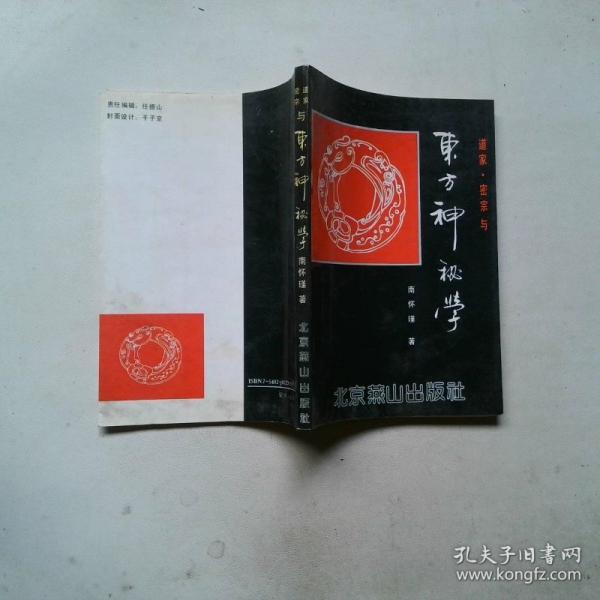 责任编辑：任德山
封面设计：千子空
道家
密宗
与
東方神秘學
南怀瑾
著
北京燕山出版社
ISBN7-5402-
道家·密宗与
東方神秘學
南怀瑾 著
北京燕山出版社
孔夫子旧书网
www.kongfz.com